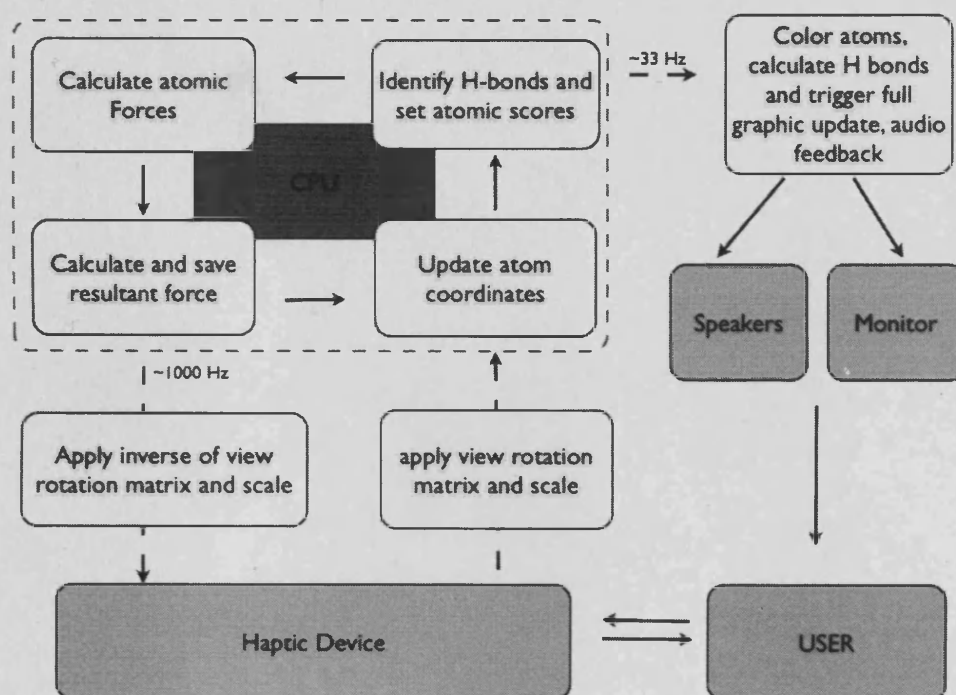 Calculate atomic
Forces
Identify H-bonds and
set atomic scores
~33 Hz
Color atoms,
calculate H bonds
and trigger full
graphic update, audio
feedback
CPU
Calculate and save
resultant force
Update atom
coordinates
Speakers
Monitor
~1000 Hz
Apply inverse of view
rotation matrix and scale
apply view rotation
matrix and scale
Haptic Device
USER